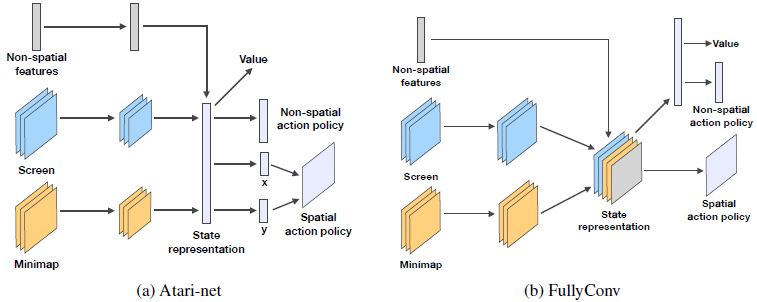 Non-spatial
features
Value
Non-spatial
action policy
Screen
x
y
Spatial
action policy
State
representation
Minimap
(a) Atari-net
Value
Non-spatial
features
Non-spatial
action policy
Screen
State
representation
Spatial
action policy
Minimap
(b) FullyConv